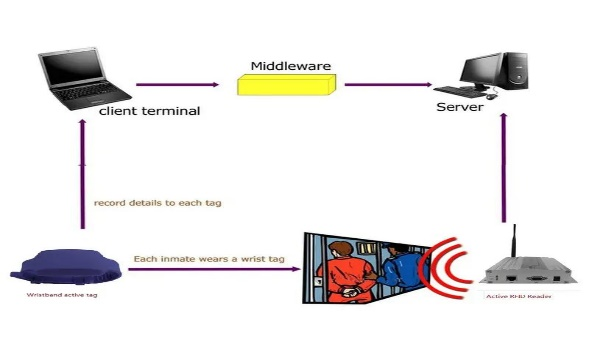 Middleware
client terminal
Server
record details to each tag
Each inmate wears a wrist tag
Wristband active tag
Active RFID Reader